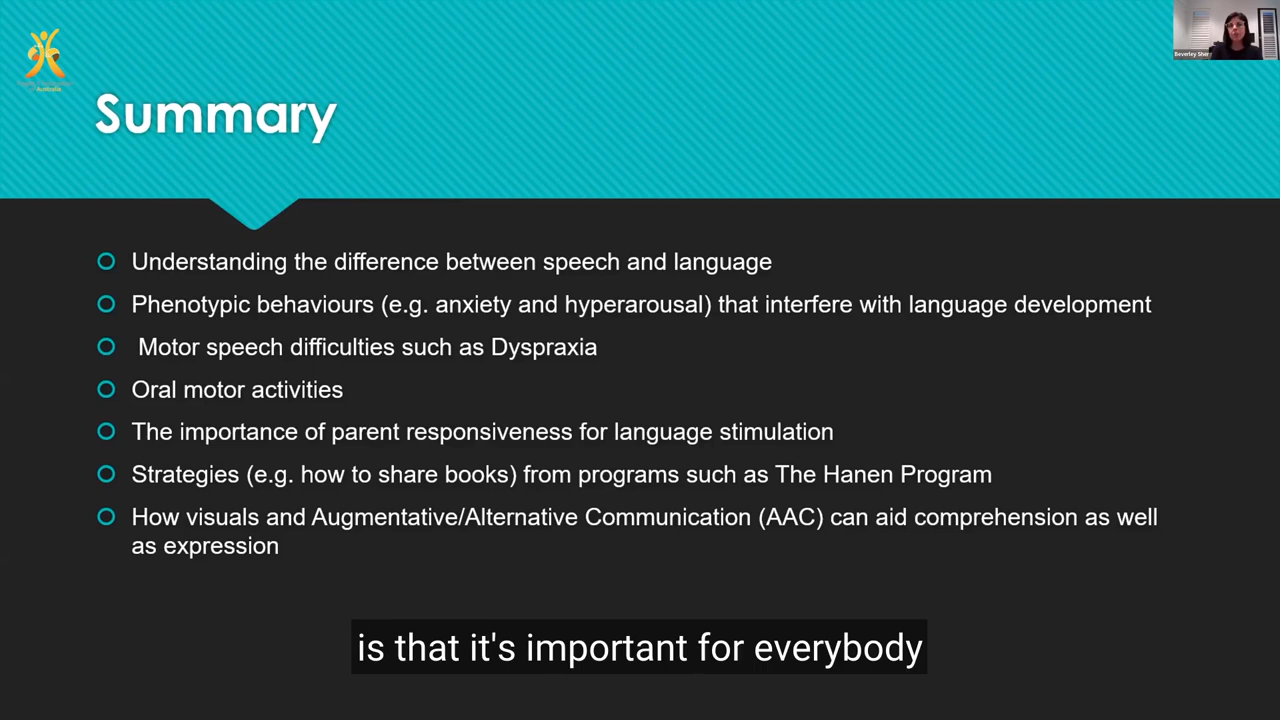 Australia
Beverley Sher
Summary
Understanding the difference between speech and language
Phenotypic behaviours (e.g. anxiety and hyperarousal) that interfere with language development
Motor speech difficulties such as Dyspraxia
Oral motor activities
The importance of parent responsiveness for language stimulation
Strategies (e.g. how to share books) from programs such as The Hanen Program
How visuals and Augmentative/Alternative Communication (AAC) can aid comprehension as well
as expression
is that it's important for everybody